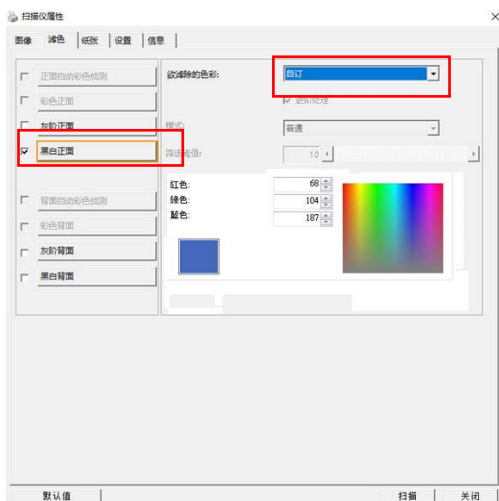 扫描仪属性
图像 滤色 纸张 设置 信息
正面自动彩色侦测
彩色正面
灰阶正面
黑白正面
背面自动彩色侦测
彩色背面
灰阶背面
黑白背面
欲滤除的色彩: 自订
进阶处理
模式: 普通
筛选阈值: 10
红色: 68
绿色: 104
蓝色: 187
默认值 扫描 关闭